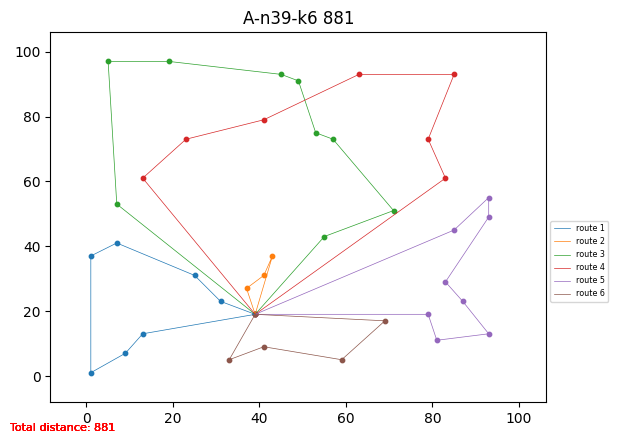 A-n39-k6 881
100
80
60
40
20
0
0 20 40 60 80 100
route 1
route 2
route 3
route 4
route 5
route 6
Total distance: 881